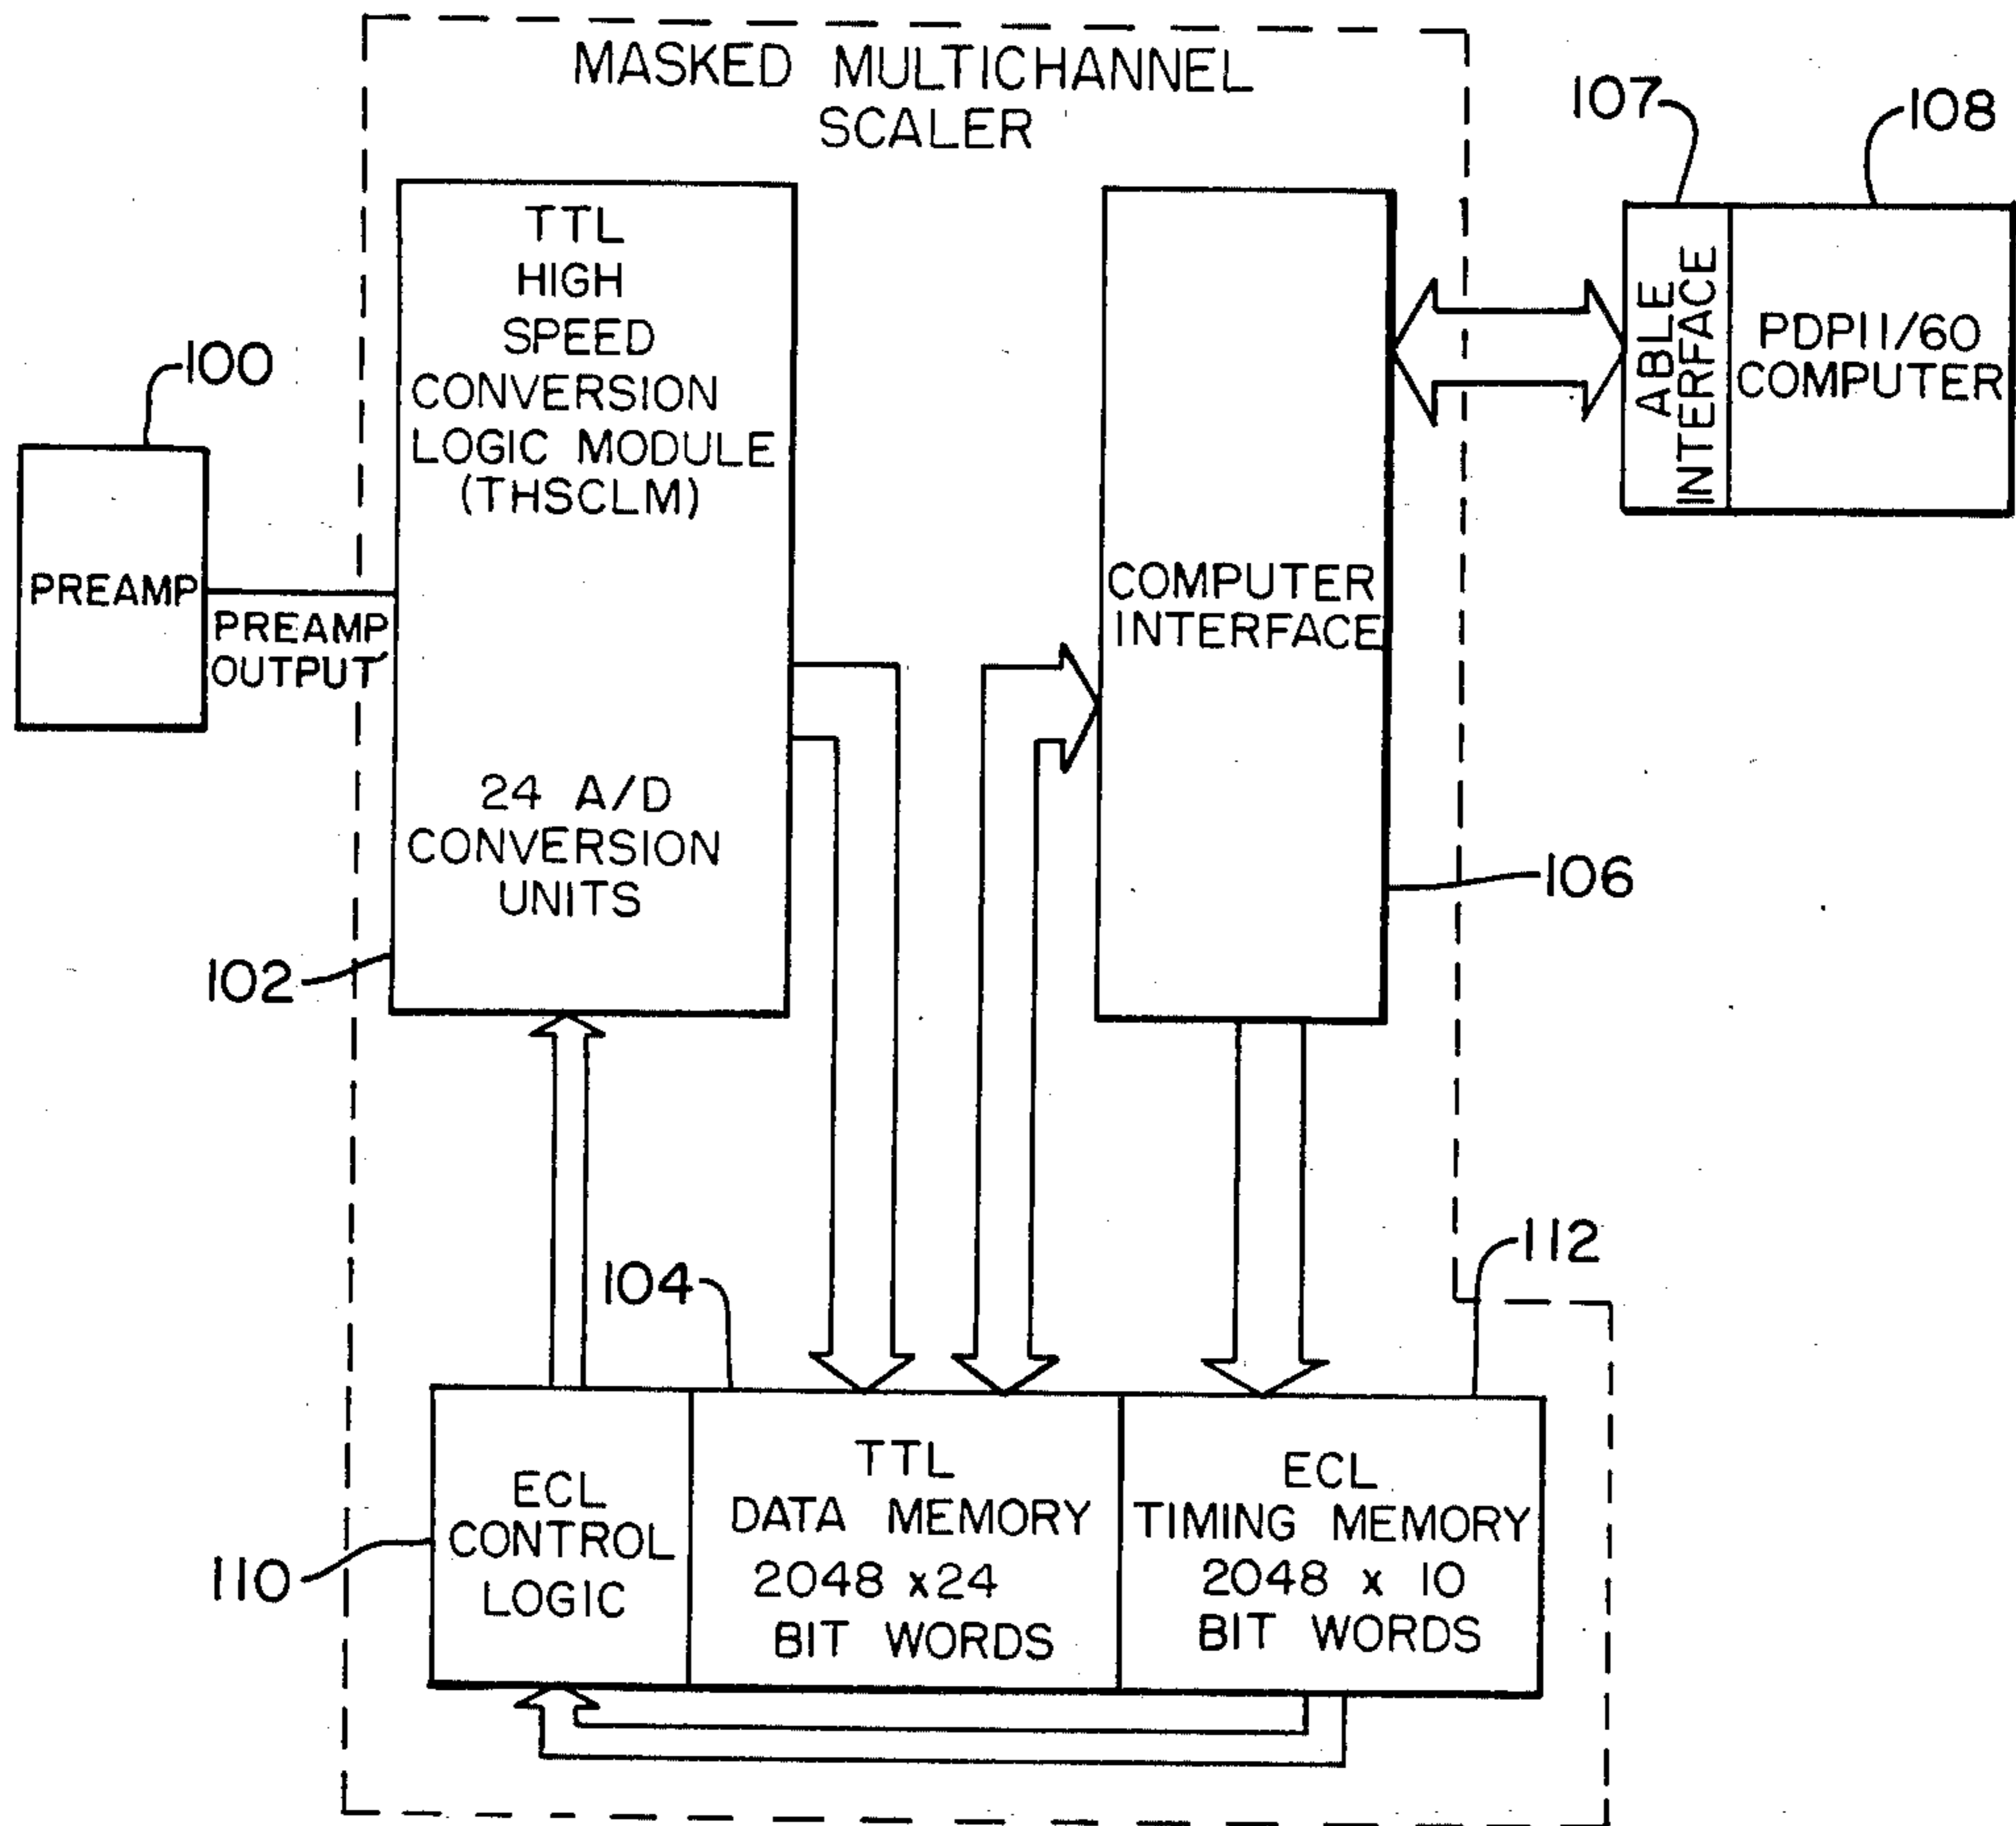 MASKED MULTICHANNEL
SCALER
107
108
TTL
HIGH
SPEED
CONVERSION
LOGIC MODULE
(THSCLM)
24 A/D
CONVERSION
UNITS
100
PREAMP
PREAMP
OUTPUT
102
COMPUTER
INTERFACE
ABLE
INTERFACE
PDP11/60
COMPUTER
106
104
112
110
ECL
CONTROL
LOGIC
TTL
DATA MEMORY
2048 x24
BIT WORDS
ECL
TIMING MEMORY
2048 x 10
BIT WORDS